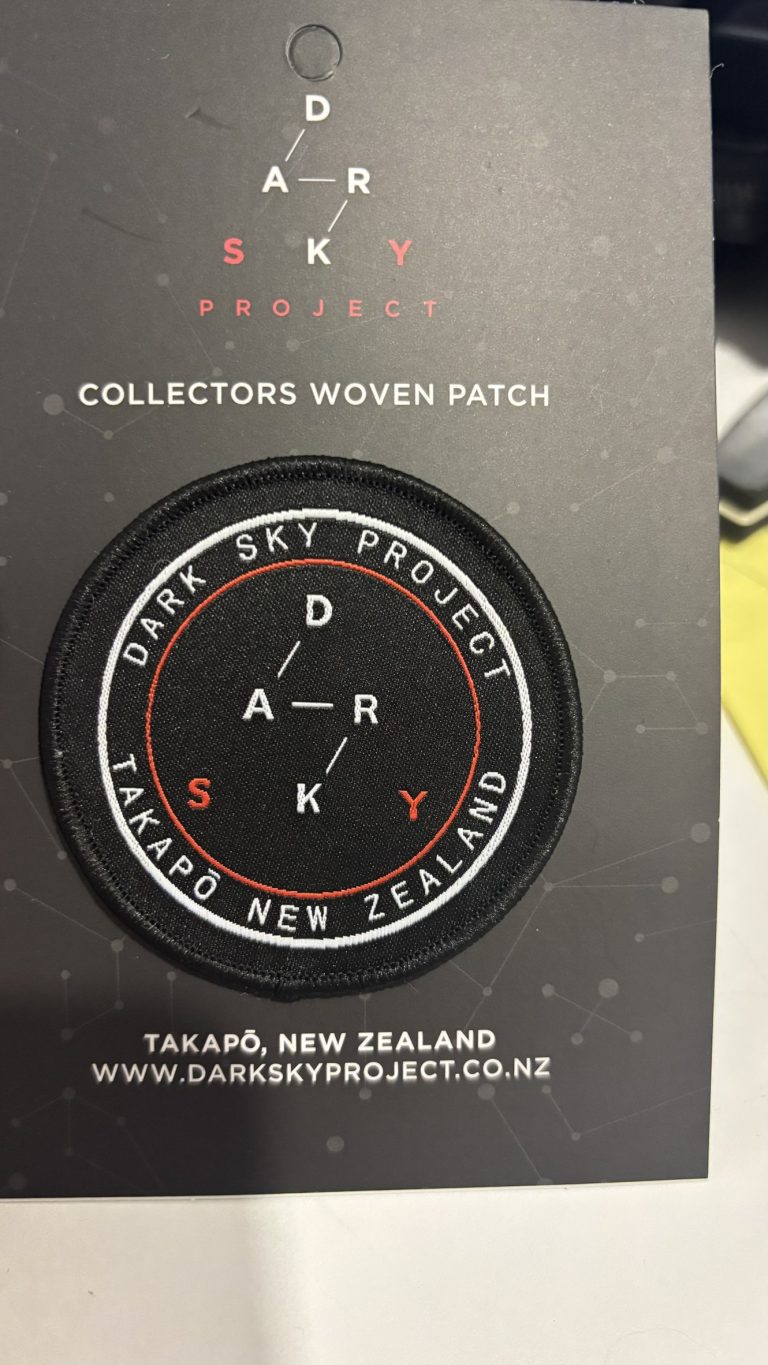 D
A — R
S K Y
PROJECT
COLLECTORS WOVEN PATCH
DARK SKY PROJECT
D
A — R
S K Y
TAKAPŌ NEW ZEALAND
TAKAPŌ, NEW ZEALAND
WWW.DARKSKYPROJECT.CO.NZ